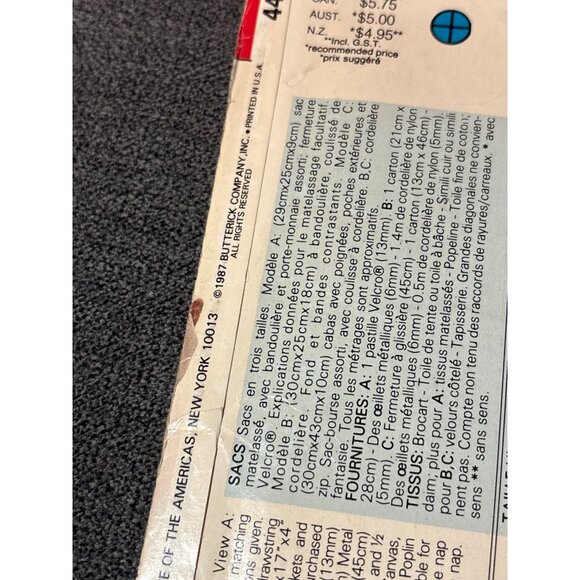 44
CAN. $5.75
AUST. *$5.00
N.Z. *$4.95**
**Incl. G.S.T.
*recommended price
*prix suggéré
©1987 BUTTERICK COMPANY, INC. • PRINTED IN U.S.A.
ALL RIGHTS RESERVED
E OF THE AMERICAS, NEW YORK 10013
SACS Sacs en trois tailles. Modèle A: (29cmx25cmx9cm) sac
matelassé, avec bandoulière et porte-monnaie assorti; fermeture
Velcro®. Explications données pour le matelassage facultatif.
Modèle B: (30cmx25cmx18cm) à bandoulière, coulissé de
cordelière. Fond et bandes contrastants. Modèle C:
(30cmx43cmx10cm) cabas avec poignées, poches extérieures et
zip. Sac-bourse assorti, avec coulisse à cordelière. B,C: cordelière
fantaisie. Tous les métrages sont approximatifs.
FOURNITURES: A: 1 pastille Velcro® (13mm). B: 1 carton (21cm x
28cm) - Des œillets métalliques (6mm) - 1.4m de cordelière de nylon
(5mm). C: Fermeture à glissière (45cm) - 1 carton (13cm x 46cm) -
Des œillets métalliques (6mm) - 0.5m de cordelière de nylon (5mm).
TISSUS: Brocart - Toile de tente ou toile à bâche - Simili cuir ou simili
dam; plus pour A: tissus matelassés - Popeline - Toile fine de coton;
pour B.C: velours côtelé - Tapisserie. Grandes diagonales ne convien-
nent pas. Compte non tenu des raccords de rayures/carreaux. * avec
sens ** sans sens.
View A:
matching
ons given.
drawstring
x17"x4"
kets and
urchased
(13mm)
Metal
(45cm)
and ½
anvas,
Poplin
ble for
e nap
nap.